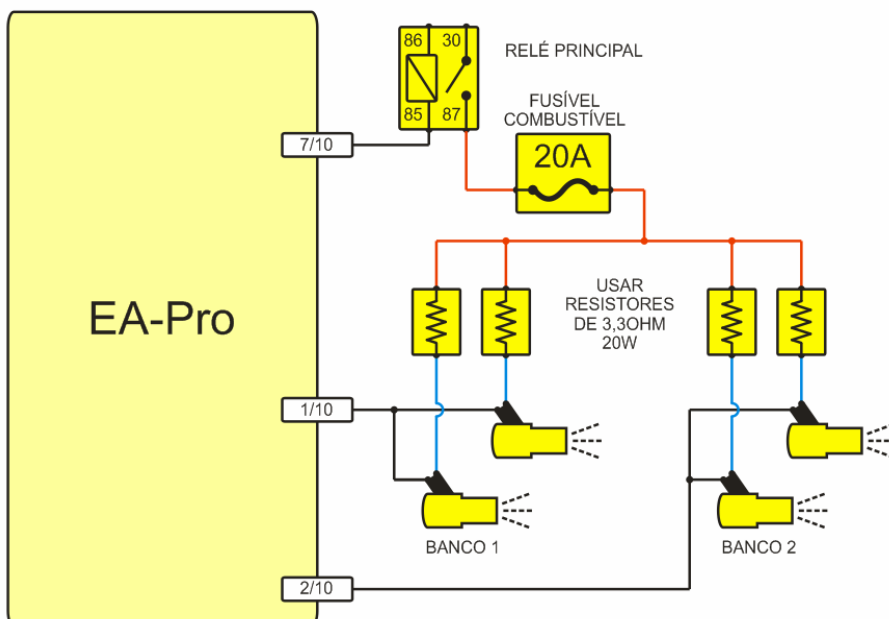 86 30
RELÉ PRINCIPAL
85 87
FUSÍVEL
COMBUSTÍVEL
7/10
20A
EA-Pro
USAR
RESISTORES
DE 3,3OHM
20W
1/10
BANCO 1
BANCO 2
2/10